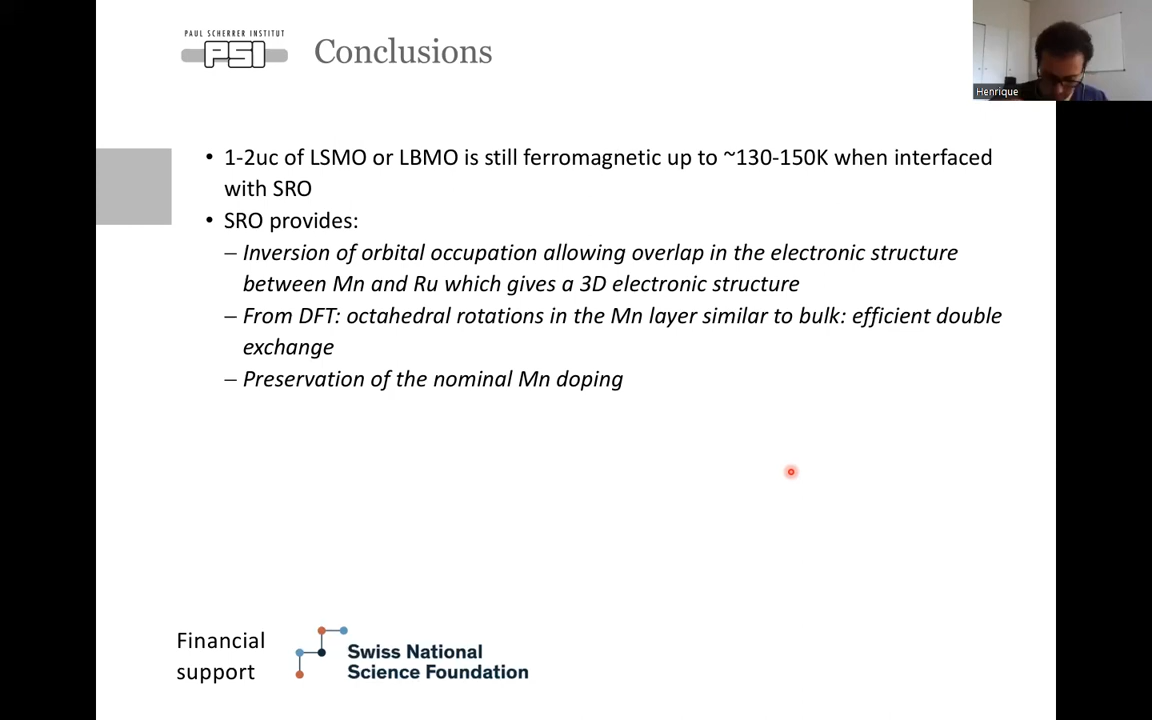 PAUL SCHERRER INSTITUT
PSI
Conclusions
Henrique
• 1-2uc of LSMO or LBMO is still ferromagnetic up to ~130-150K when interfaced
with SRO
• SRO provides:
– Inversion of orbital occupation allowing overlap in the electronic structure
between Mn and Ru which gives a 3D electronic structure
– From DFT: octahedral rotations in the Mn layer similar to bulk: efficient double
exchange
– Preservation of the nominal Mn doping
Financial
support
Swiss National
Science Foundation